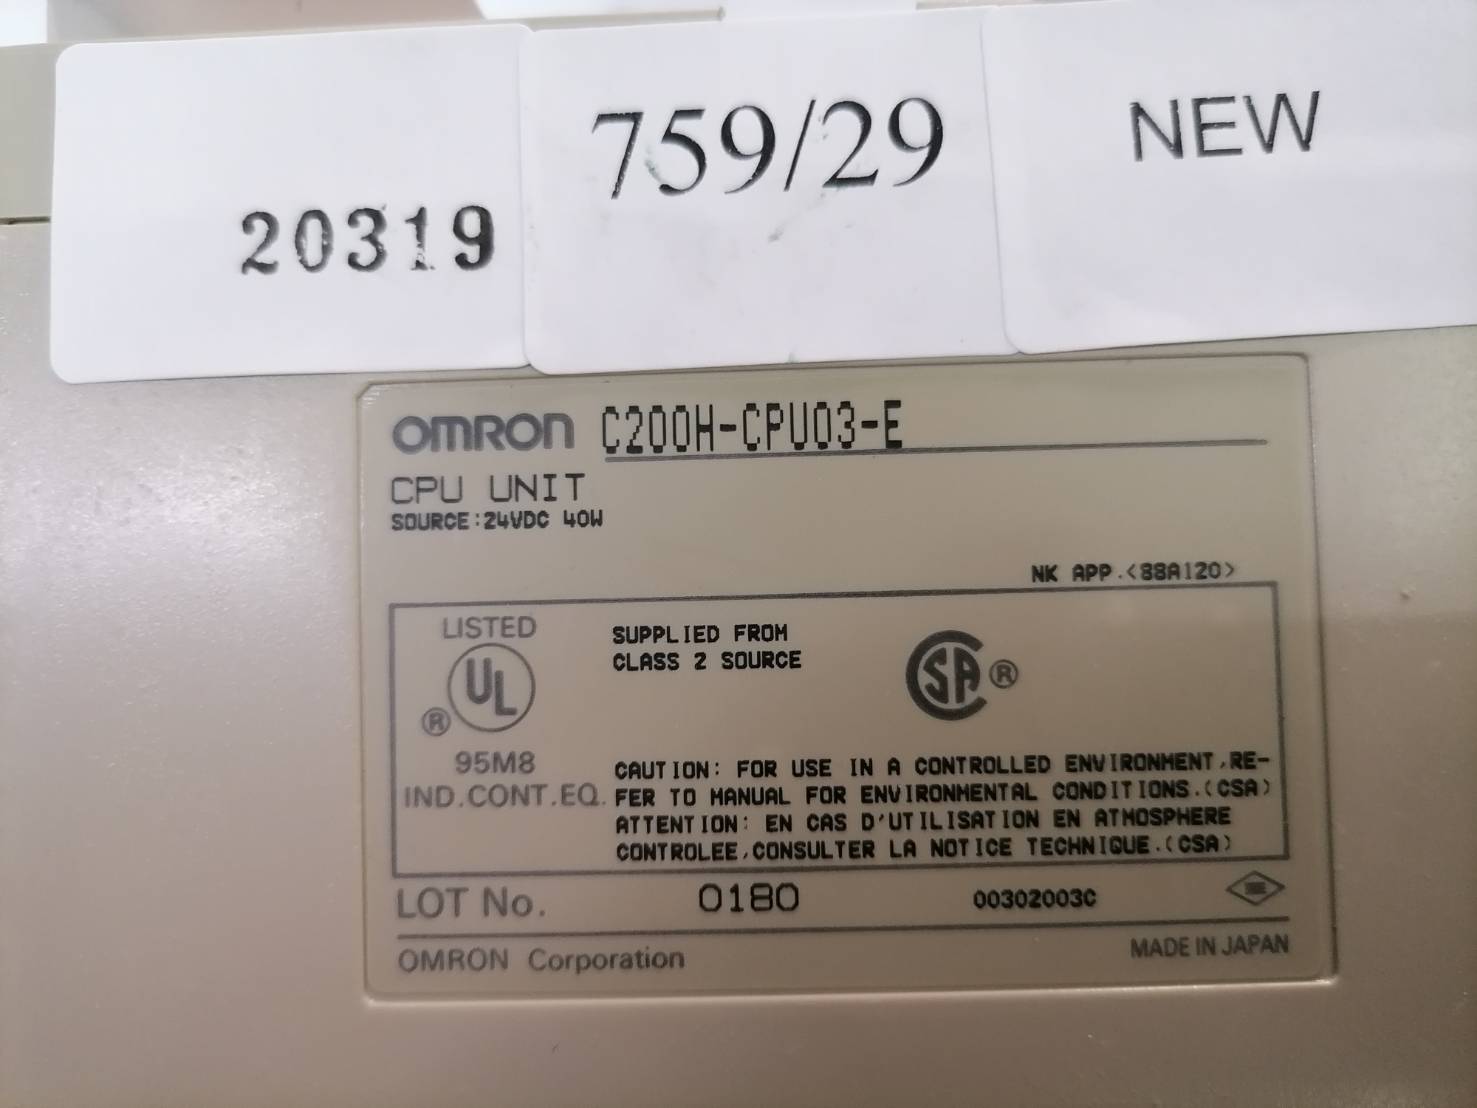 20319
759/29
NEW
OMRON C200H-CPU03-E
CPU UNIT
SOURCE:24VDC 40W
NK APP.<88A120>
LISTED
UL
®
95M8
IND.CONT.EQ.
SUPPLIED FROM
CLASS 2 SOURCE
CSA®
CAUTION: FOR USE IN A CONTROLLED ENVIRONMENT,RE-
FER TO MANUAL FOR ENVIRONMENTAL CONDITIONS.(CSA)
ATTENTION: EN CAS D'UTILISATION EN ATMOSPHERE
CONTROLEE,CONSULTER LA NOTICE TECHNIQUE.(CSA)
LOT No. 0180 00302003C
OMRON Corporation MADE IN JAPAN